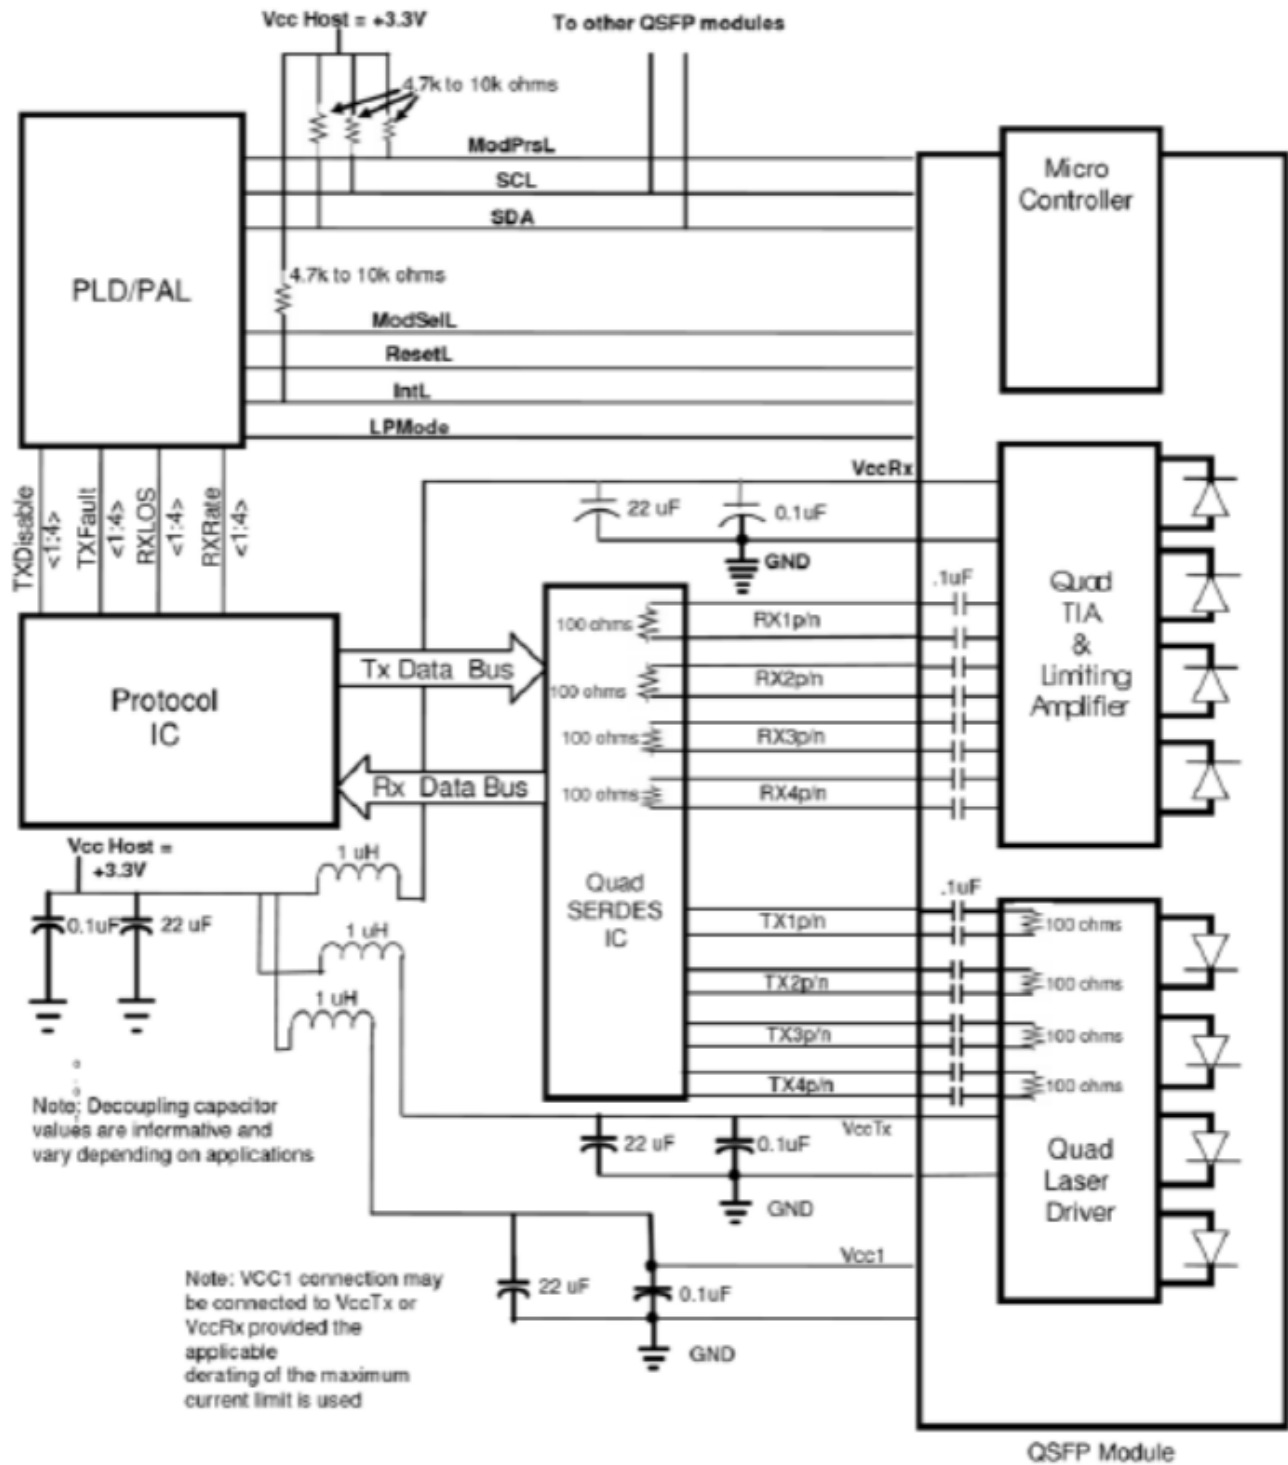 Vcc Host = +3.3V
To other QSFP modules
4.7k to 10k ohms
ModPrsL
SCL
SDA
PLD/PAL
4.7k to 10k ohms
ModSelL
ResetL
IntL
LPMode
Micro
Controller
TXDisable
<1:4>
TXFault
<1:4>
RXLOS
<1:4>
RXRate
<1:4>
VccRx
22 uF
0.1uF
GND
.1uF
Quad
TIA
&
Limiting
Amplifier
100 ohms
RX1p/n
100 ohms
RX2p/n
100 ohms
RX3p/n
100 ohms
RX4p/n
Tx Data Bus
Protocol
IC
Rx Data Bus
Vcc Host =
+3.3V
1 uH
0.1uF
22 uF
1 uH
1 uH
Quad
SERDES
IC
.1uF
TX1p/n
100 ohms
TX2p/n
100 ohms
TX3p/n
100 ohms
TX4p/n
100 ohms
Note: Decoupling capacitor
values are informative and
vary depending on applications
VccTx
22 uF
0.1uF
GND
Quad
Laser
Driver
Vcc1
22 uF
0.1uF
GND
Note: VCC1 connection may
be connected to VccTx or
VccRx provided the
applicable
derating of the maximum
current limit is used
QSFP Module